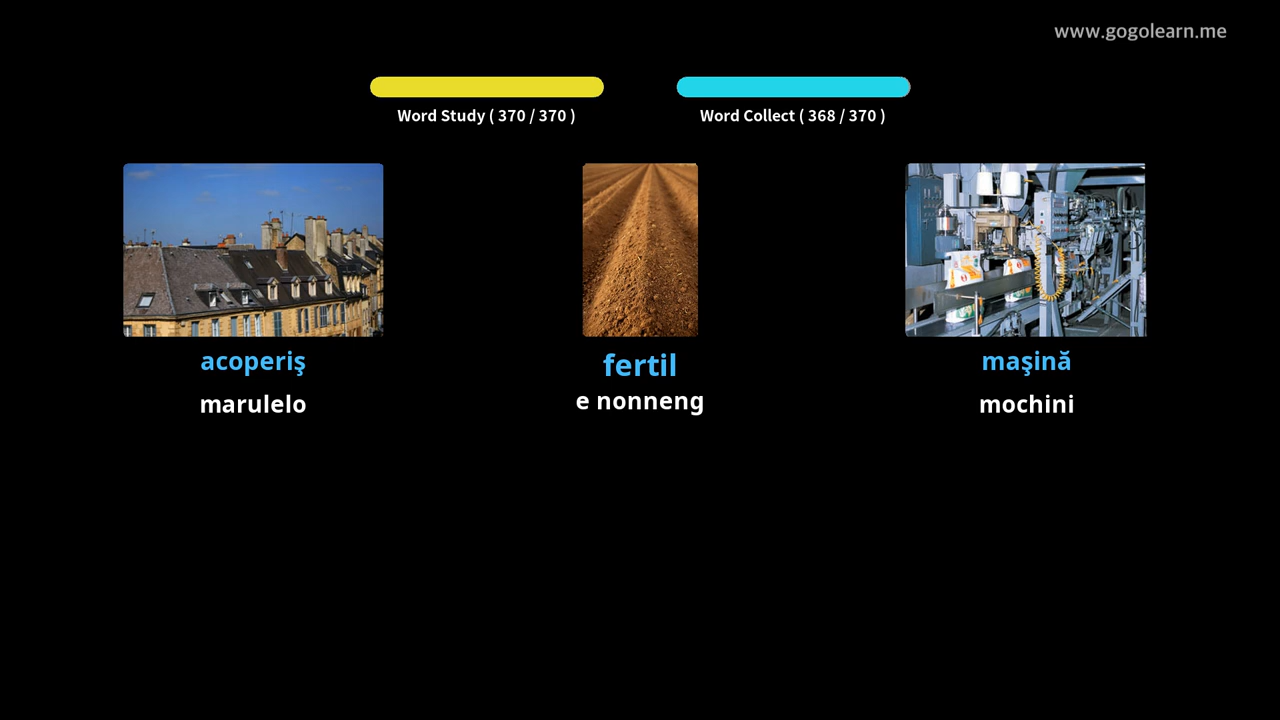 www.gogolearn.me
Word Study ( 370 / 370 )
Word Collect ( 368 / 370 )
acoperiş
fertil
maşină
marulelo
e nonneng
mochini